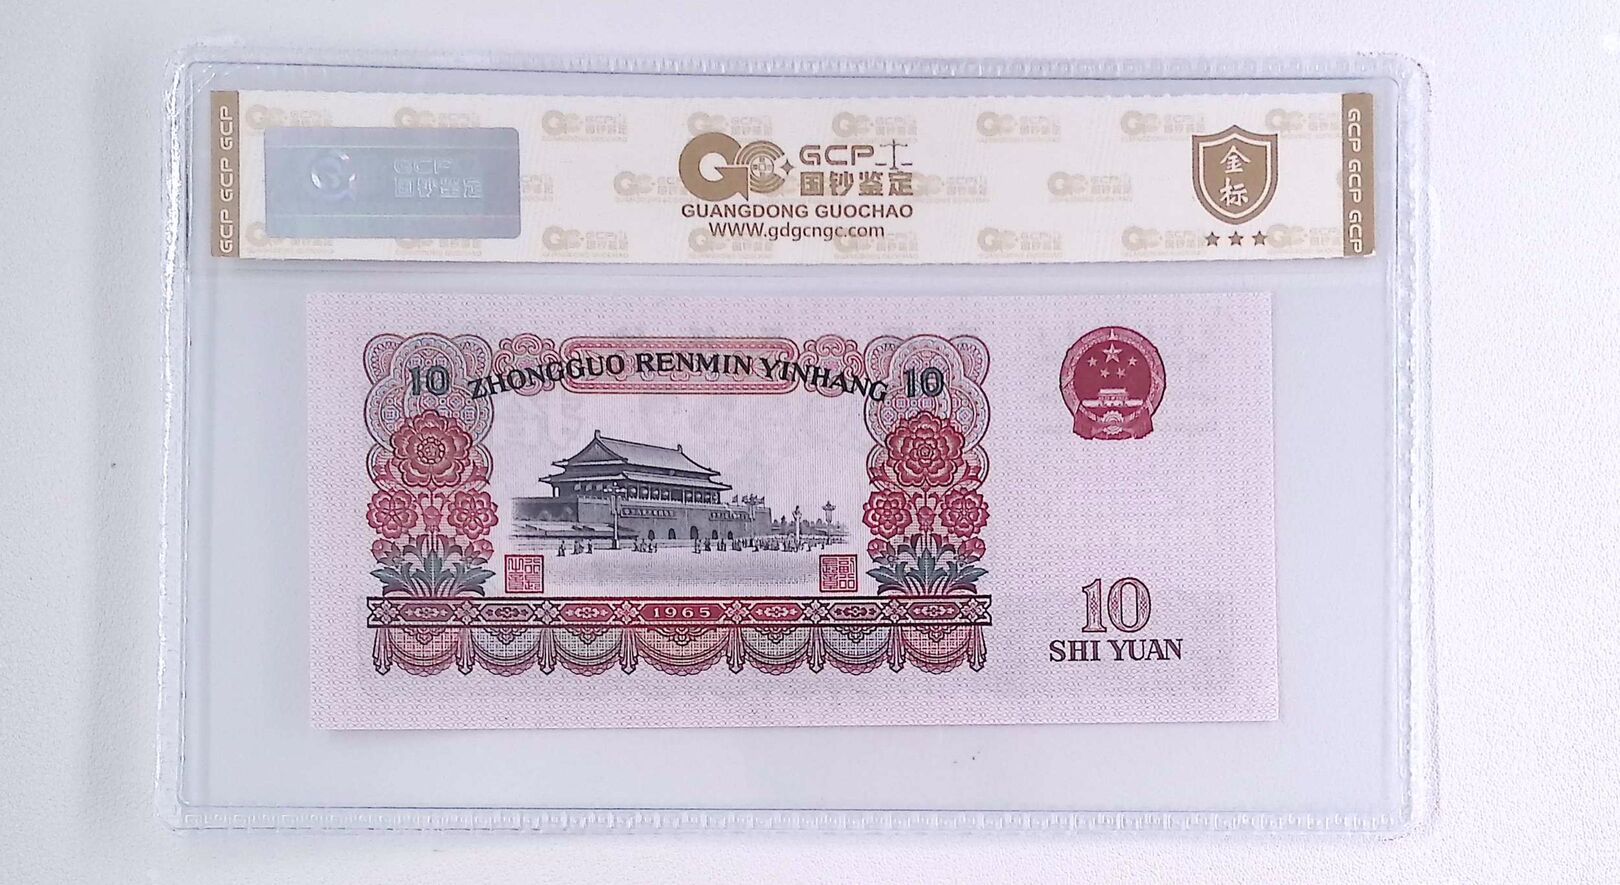 GCP GCP GCP
GCP
国钞鉴定
GCP
国钞鉴定
GUANGDONG GUOCHAO
WWW.gdgcngc.com
金标
GCP GCP GCP
10 ZHONGGUO RENMIN YINHANG 10
1965
10
SHI YUAN